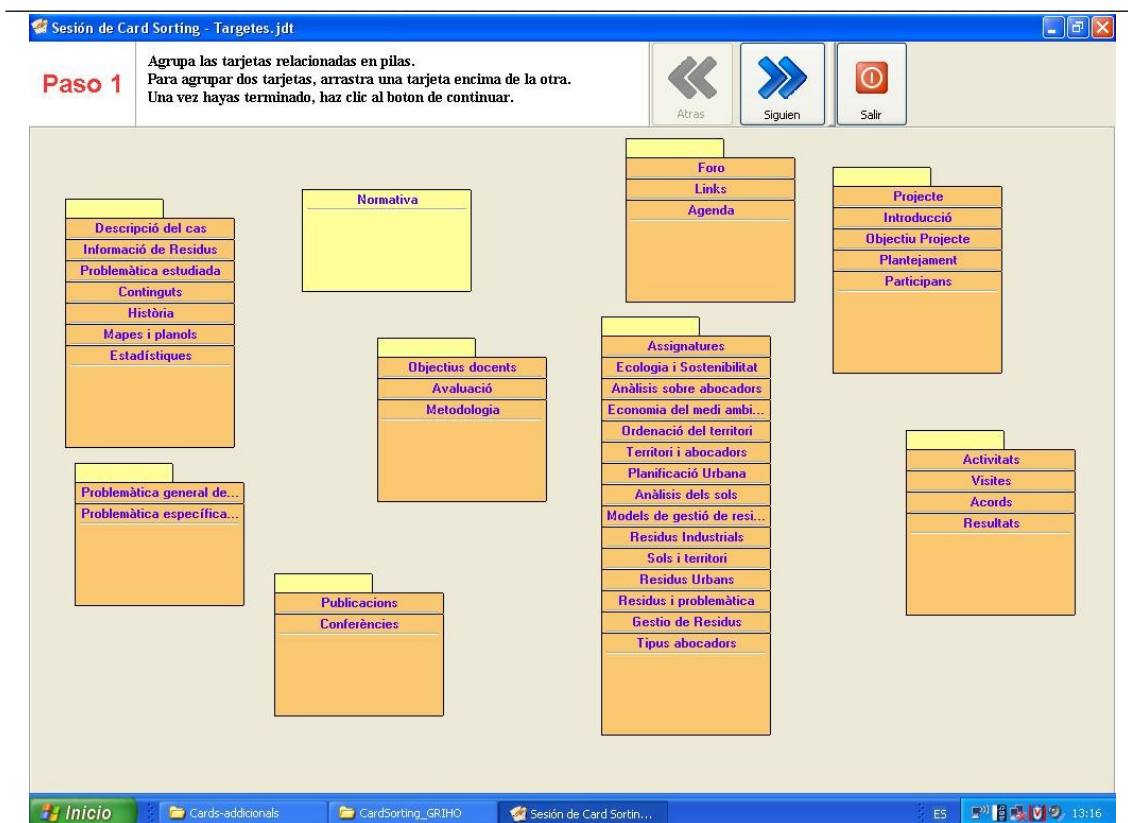 Sesión de Card Sorting - Targetes.jdt
Paso 1
Agrupa las tarjetas relacionadas en pilas.
Para agrupar dos tarjetas, arrastra una tarjeta encima de la otra.
Una vez hayas terminado, haz clic al boton de continuar.
Atras
Siguien
Salir
Descripció del cas
Informació de Residus
Problemàtica estudiada
Continguts
Història
Mapes i planols
Estadístiques
Normativa
Foro
Links
Agenda
Projecte
Introducció
Objectiu Projecte
Plantejament
Participans
Objectius docents
Avaluació
Metodologia
Assignatures
Ecologia i Sostenibilitat
Anàlisis sobre abocadors
Economia del medi ambi...
Ordenació del territori
Territori i abocadors
Planificació Urbana
Anàlisis dels sols
Models de gestió de resi...
Residus Industrials
Sols i territori
Residus Urbans
Residus i problemàtica
Gestio de Residus
Tipus abocadors
Activitats
Visites
Acords
Resultats
Problemàtica general de...
Problemàtica específica...
Publicacions
Conferències
Inicio
Cards-addicionals
CardSorting_GRIHO
Sesión de Card Sortin...
ES
13:16